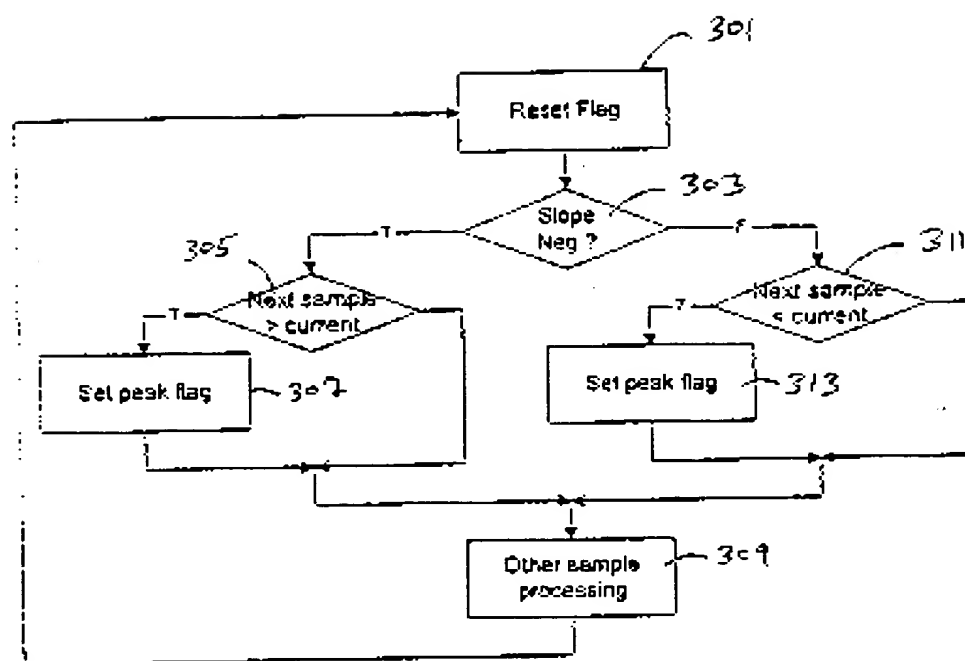 301
Reset Flag
303
Slope
Neg ?
T
F
305
311
Next sample
> current
Next sample
< current
T
T
Set peak flag
307
Set peak flag
313
Other sample
processing
309